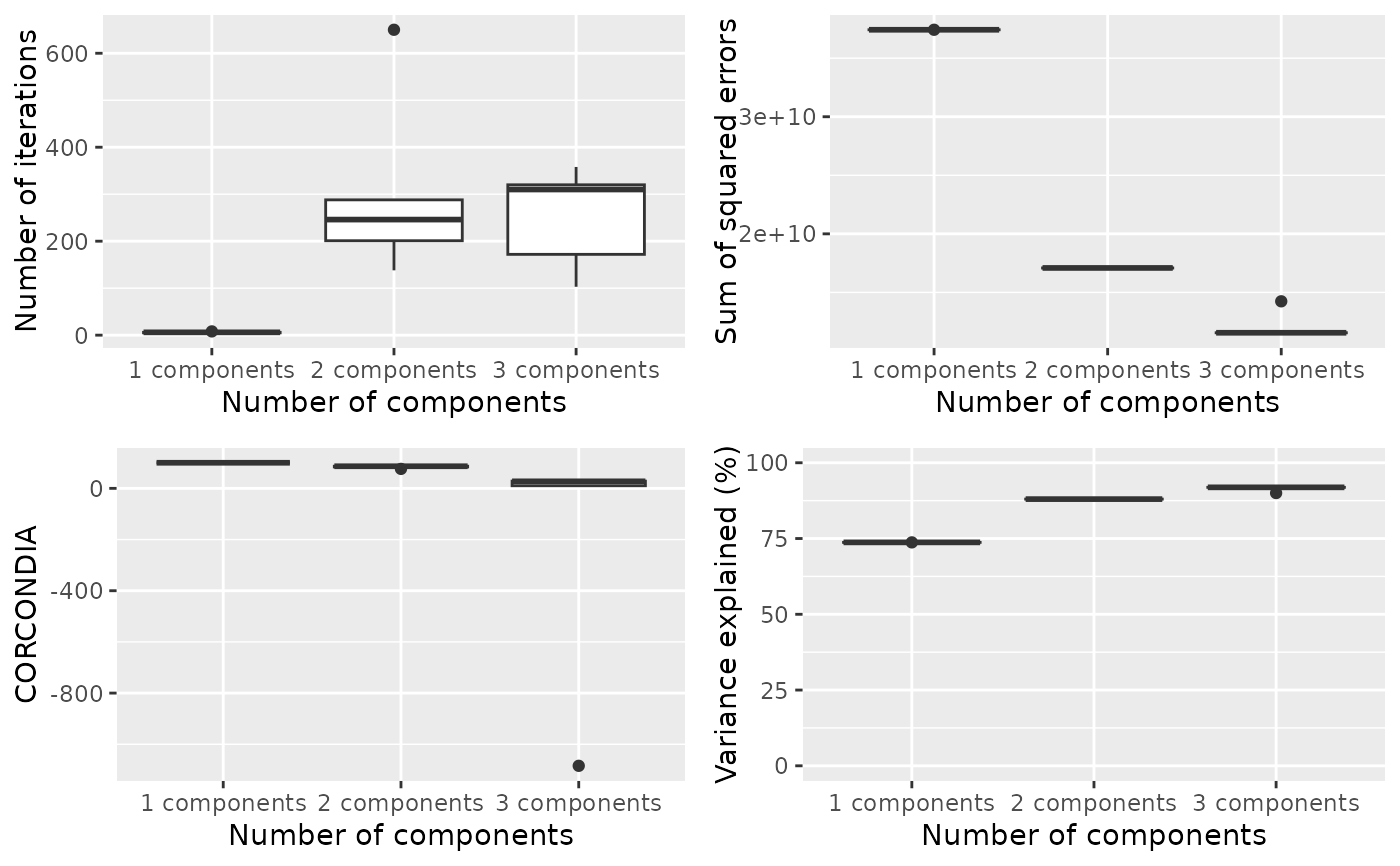 Number of iterations
600
400
200
0
1 components 2 components 3 components
Number of components
Sum of squared errors
3e+10
2e+10
1 components 2 components 3 components
Number of components
CORCONDIA
0
-400
-800
1 components 2 components 3 components
Number of components
Variance explained (%)
100
75
50
25
0
1 components 2 components 3 components
Number of components